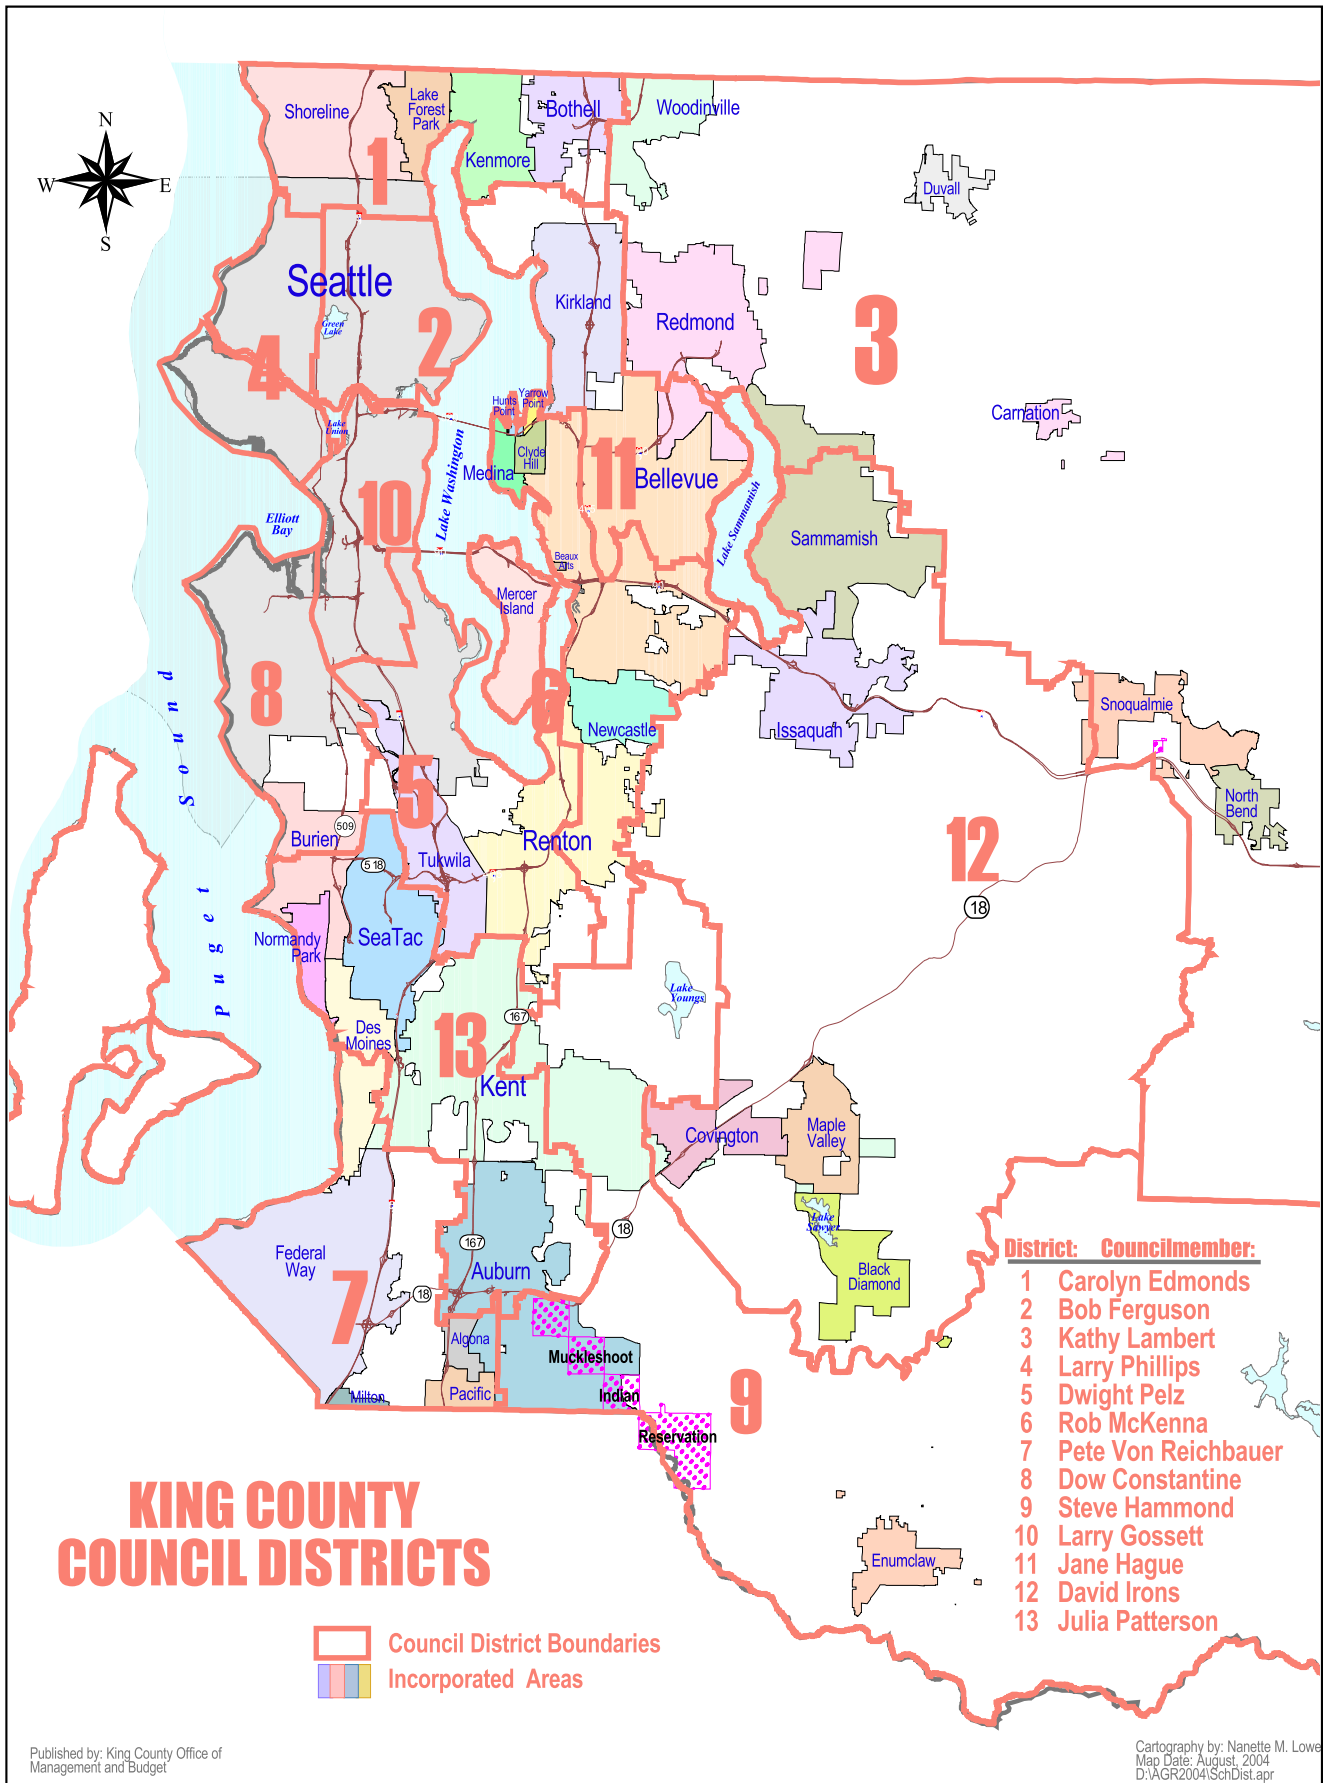 N
W
E
S
Shoreline
Lake
Forest
Park
Bothell
Woodinville
Kenmore
1
Duvall
Seattle
Green
Lake
2
4
Kirkland
Redmond
3
Carnation
Yarrow
Point
Hunts
Point
Lake
Union
Clyde
Hill
Medina
11
Bellevue
Lake Washington
Lake Sammamish
10
Elliott
Bay
Sammamish
Beaux
Arts
90
Mercer
Island
8
6
Puget Sound
Newcastle
Issaquah
Snoqualmie
North
Bend
5
509
Burien
Renton
12
518
Tukwila
18
Normandy
Park
SeaTac
Lake
Youngs
167
Des
Moines
13
Kent
Covington
Maple
Valley
Lake
Sawyer
18
167
Federal
Way
Auburn
Black
Diamond
18
7
Algona
Muckleshoot
Milton
Pacific
Indian
9
Reservation
Enumclaw
District: Councilmember:
1 Carolyn Edmonds
2 Bob Ferguson
3 Kathy Lambert
4 Larry Phillips
5 Dwight Pelz
6 Rob McKenna
7 Pete Von Reichbauer
8 Dow Constantine
9 Steve Hammond
10 Larry Gossett
11 Jane Hague
12 David Irons
13 Julia Patterson
KING COUNTY
COUNCIL DISTRICTS
Council District Boundaries
Incorporated Areas
Published by: King County Office of
Management and Budget
Cartography by: Nanette M. Lowe
Map Date: August, 2004
D:\AGR2004\SchDist.apr